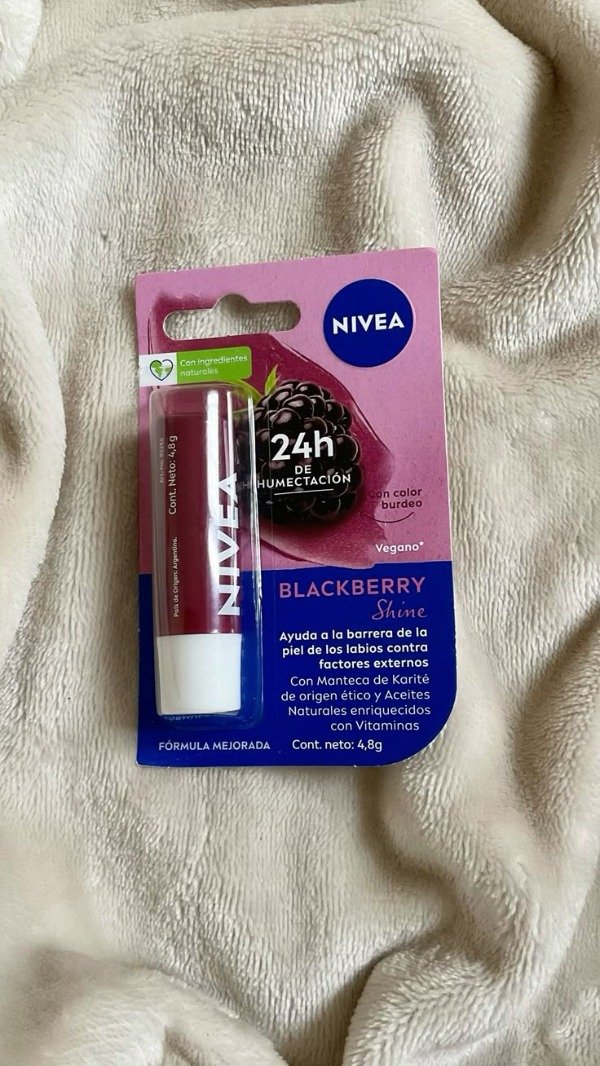 NIVEA
Con ingredientes
naturales
24h
DE
HUMECTACIÓN
Con color
burdeo
Vegano*
Cont. Neto: 4,8g
País de Origen: Argentina.
NIVEA
BLACKBERRY
Shine
Ayuda a la barrera de la
piel de los labios contra
factores externos
Con Manteca de Karité
de origen ético y Aceites
Naturales enriquecidos
con Vitaminas
FÓRMULA MEJORADA
Cont. neto: 4,8g